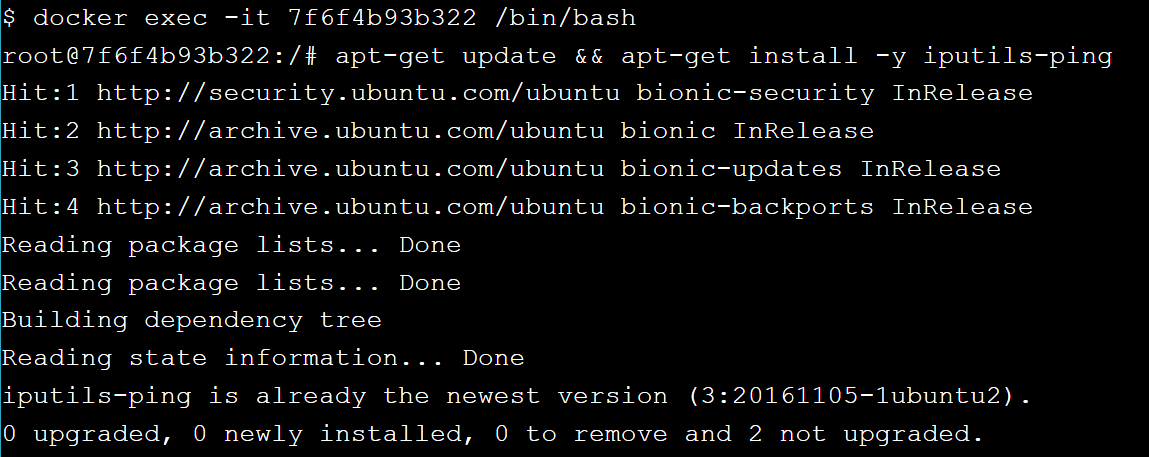 $ docker exec -it 7f6f4b93b322 /bin/bash
root@7f6f4b93b322:/# apt-get update && apt-get install -y iputils-ping
Hit:1 http://security.ubuntu.com/ubuntu bionic-security InRelease
Hit:2 http://archive.ubuntu.com/ubuntu bionic InRelease
Hit:3 http://archive.ubuntu.com/ubuntu bionic-updates InRelease
Hit:4 http://archive.ubuntu.com/ubuntu bionic-backports InRelease
Reading package lists... Done
Reading package lists... Done
Building dependency tree
Reading state information... Done
iputils-ping is already the newest version (3:20161105-1ubuntu2).
0 upgraded, 0 newly installed, 0 to remove and 2 not upgraded.